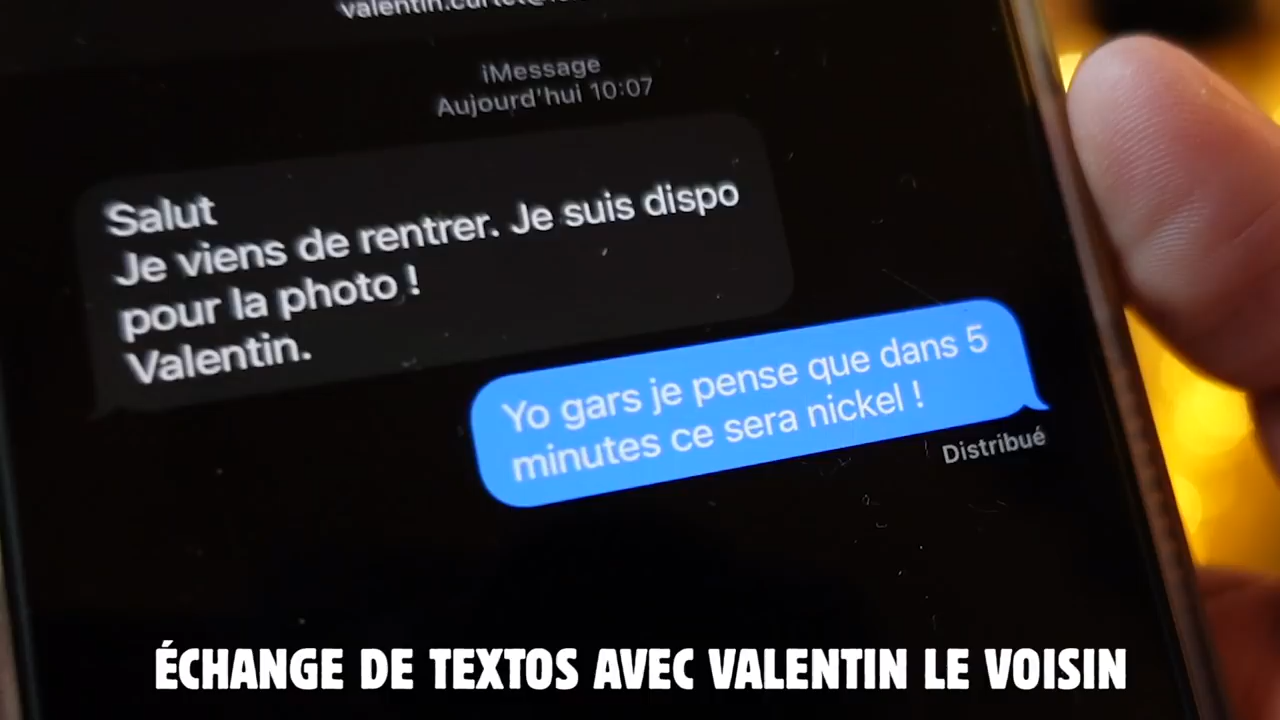 iMessage
Aujourd'hui 10:07
Salut
Je viens de rentrer. Je suis dispo
pour la photo !
Valentin.
Yo gars je pense que dans 5
minutes ce sera nickel !
Distribué
ÉCHANGE DE TEXTOS AVEC VALENTIN LE VOISIN